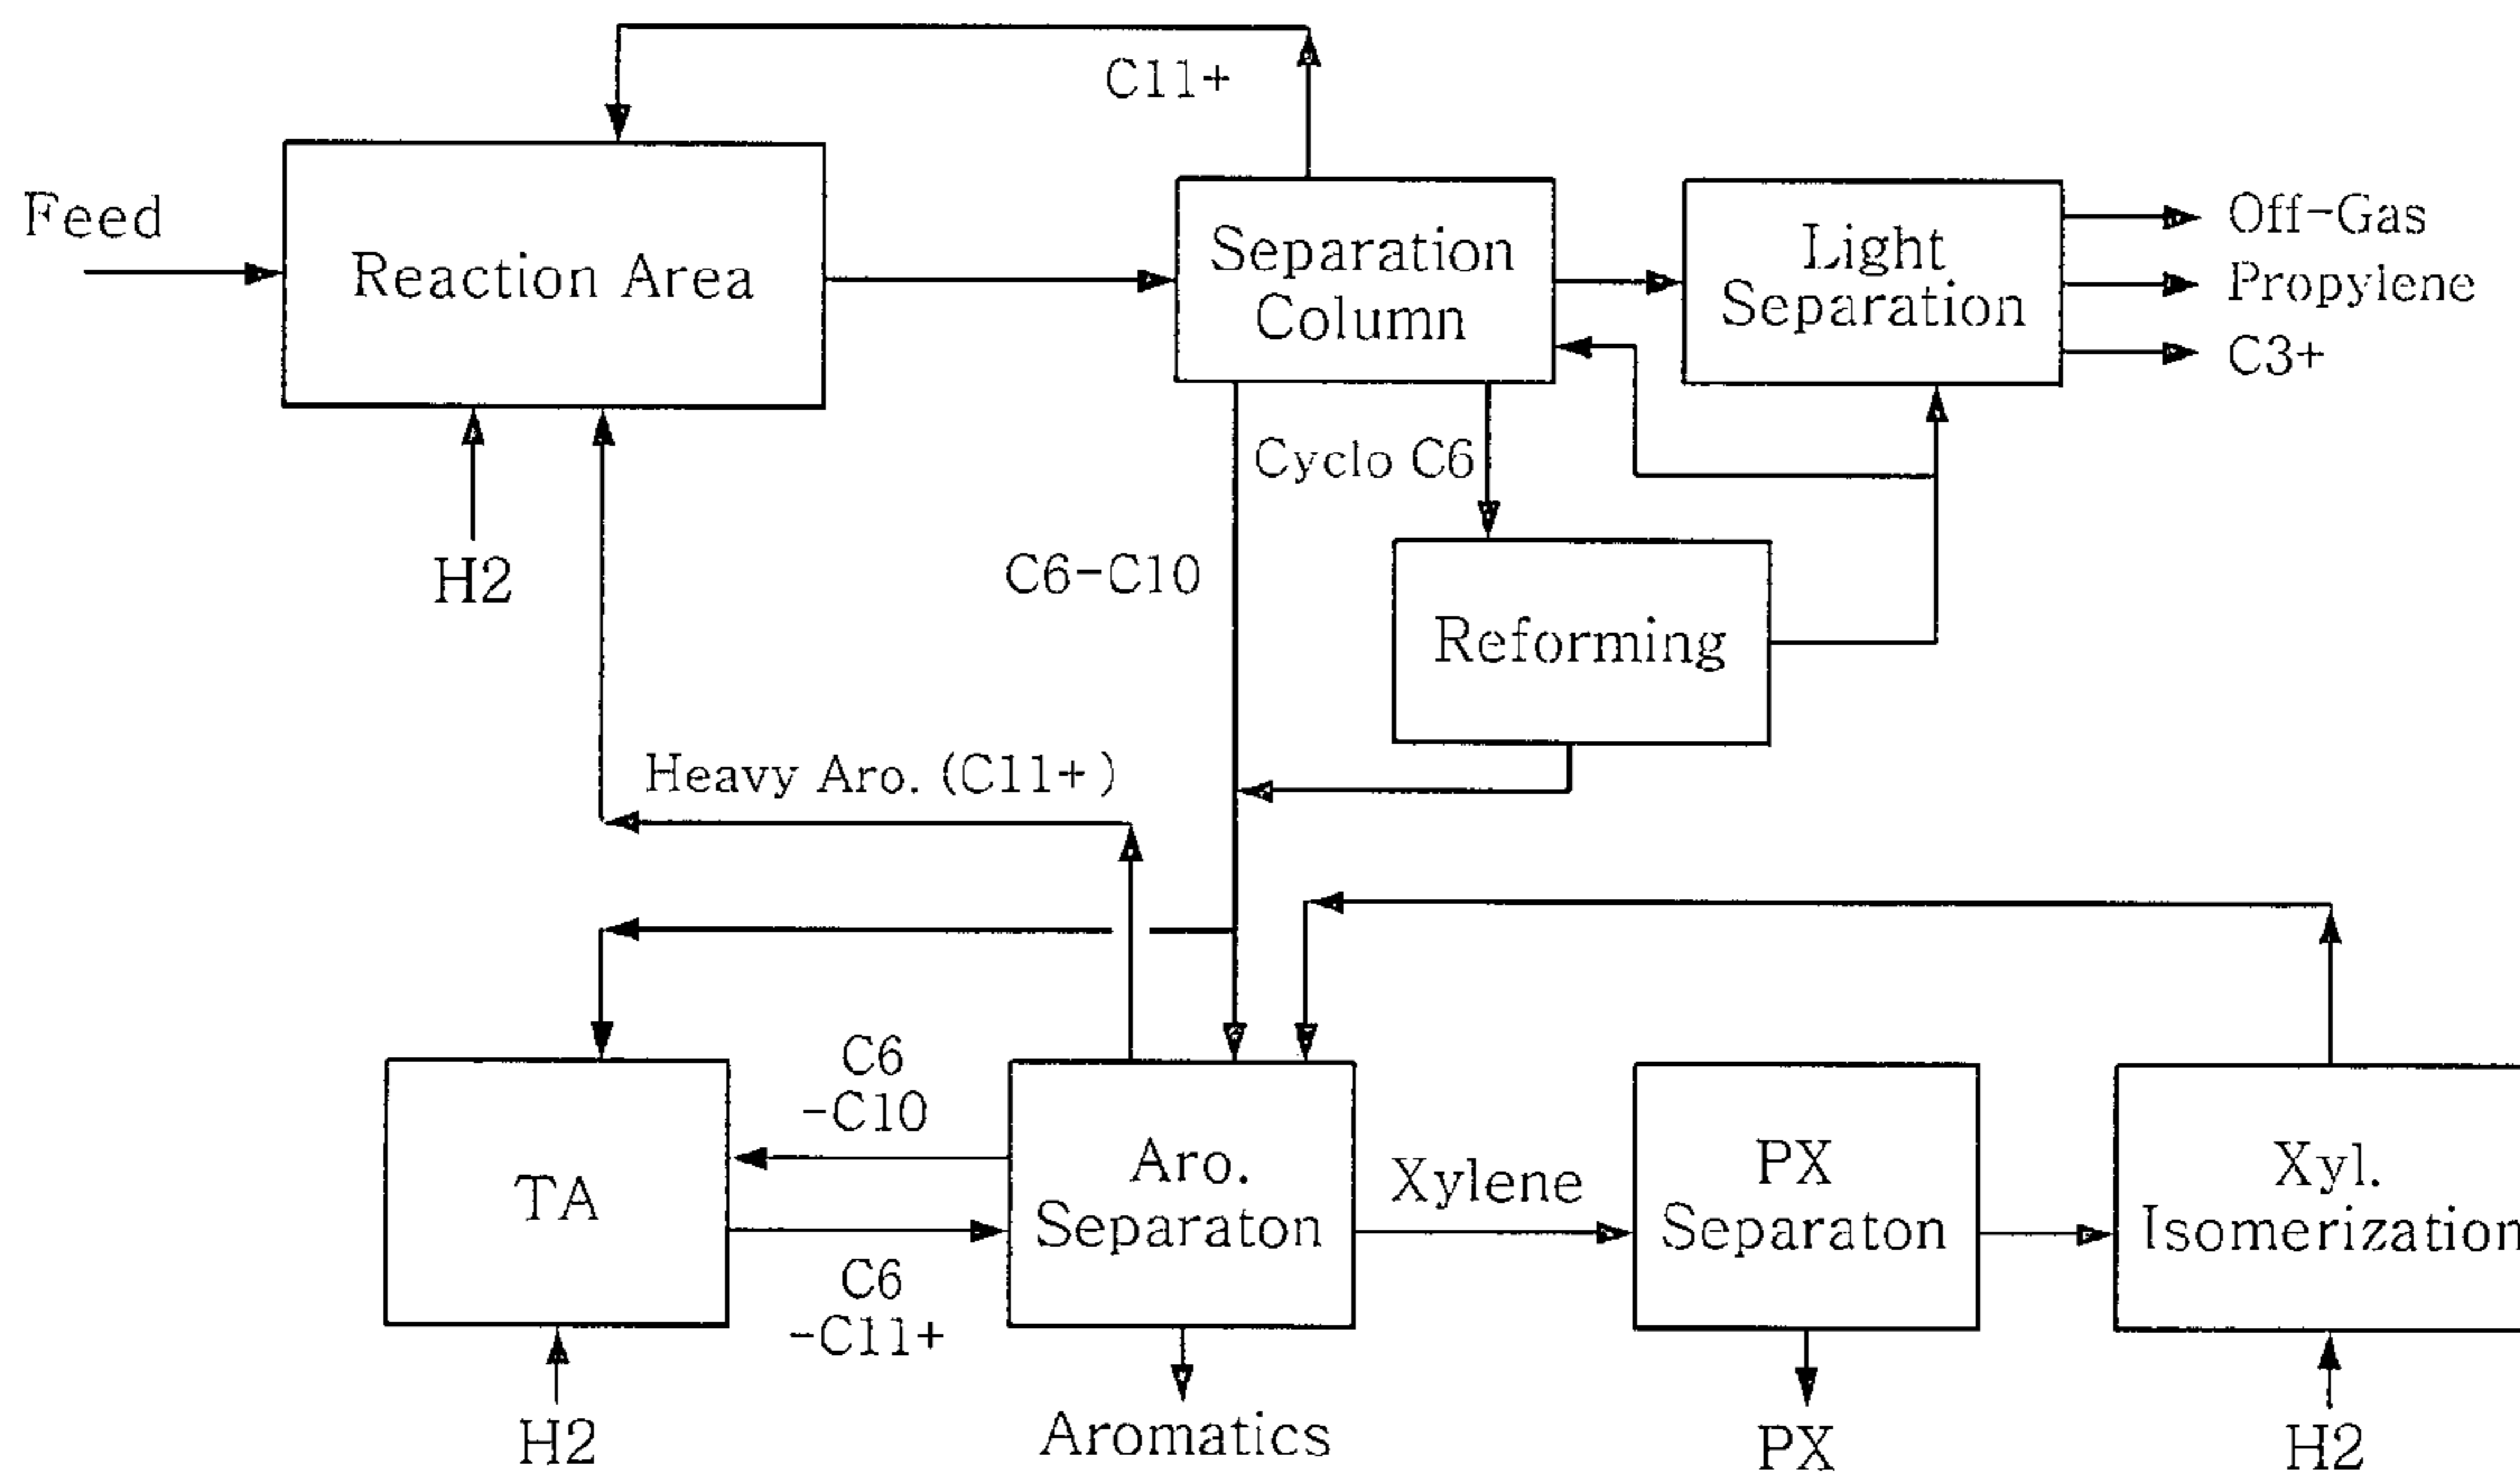 C11+
Feed
Reaction Area
Separation
Column
Light
Separation
Off-Gas
Propylene
C3+
H2
Cyclo C6
C6-C10
Reforming
Heavy Aro. (C11+)
TA
C6
-C10
C6
-C11+
Aro.
Separaton
Xylene
PX
Separaton
Xyl.
Isomerization
H2
Aromatics
PX
H2